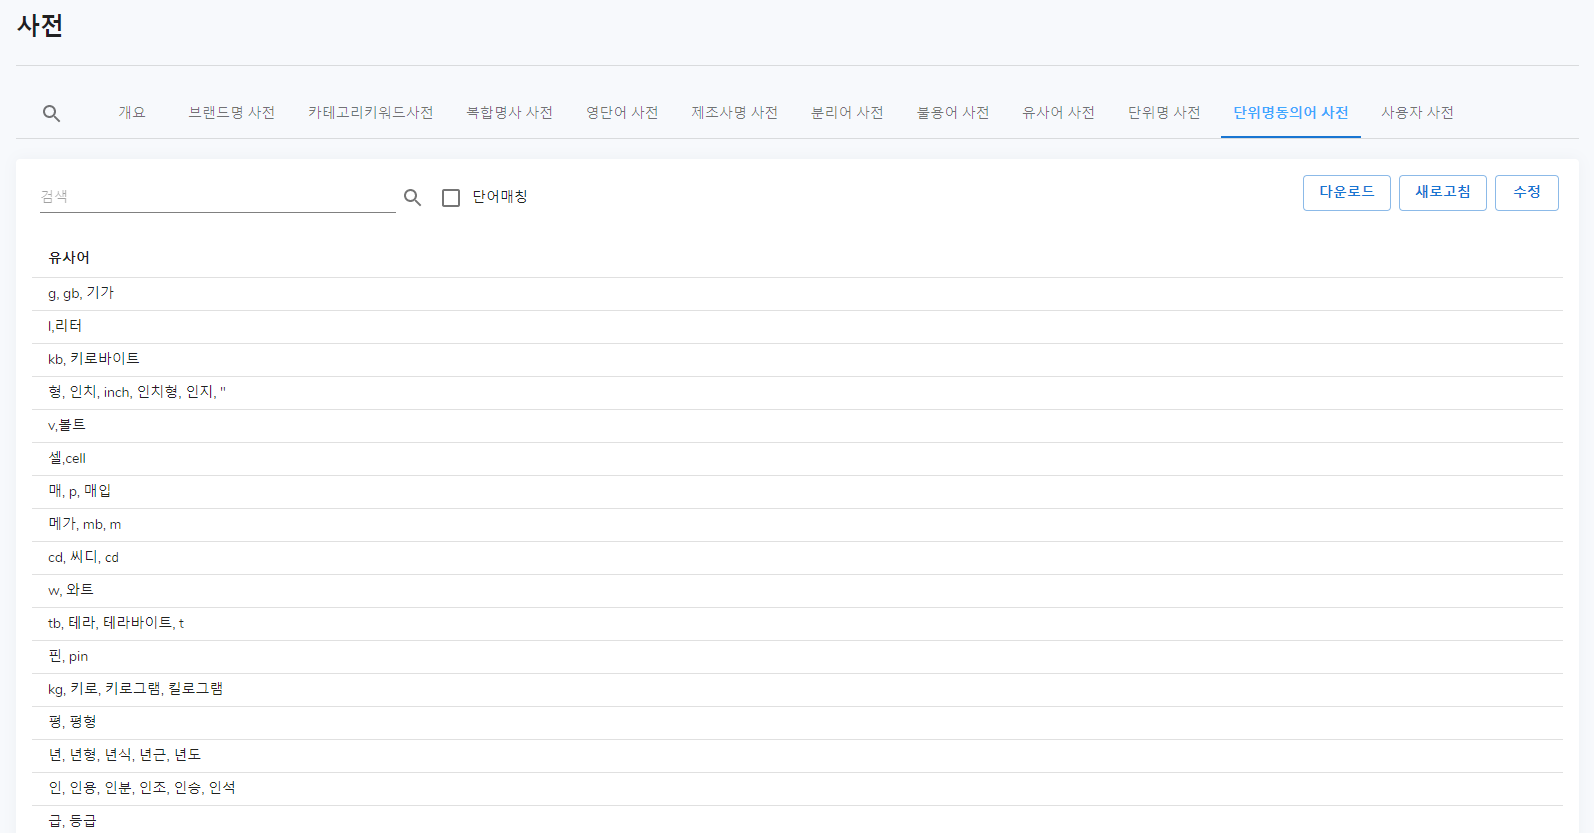 사전
개요 브랜드명 사전 카테고리키워드사전 복합명사 사전 영단어 사전 제조사명 사전 분리어 사전 불용어 사전 유사어 사전 단위명 사전 단위명동의어 사전 사용자 사전
검색 단어매칭 다운로드 새로고침 수정
유사어
g, gb, 기가
l,리터
kb, 키로바이트
형, 인치, inch, 인치형, 인지, "
v,볼트
셀,cell
매, p, 매입
메가, mb, m
cd, 씨디, cd
w, 와트
tb, 테라, 테라바이트, t
핀, pin
kg, 키로, 키로그램, 킬로그램
평, 평형
년, 년형, 년식, 년근, 년도
인, 인용, 인분, 인조, 인승, 인석
급, 등급